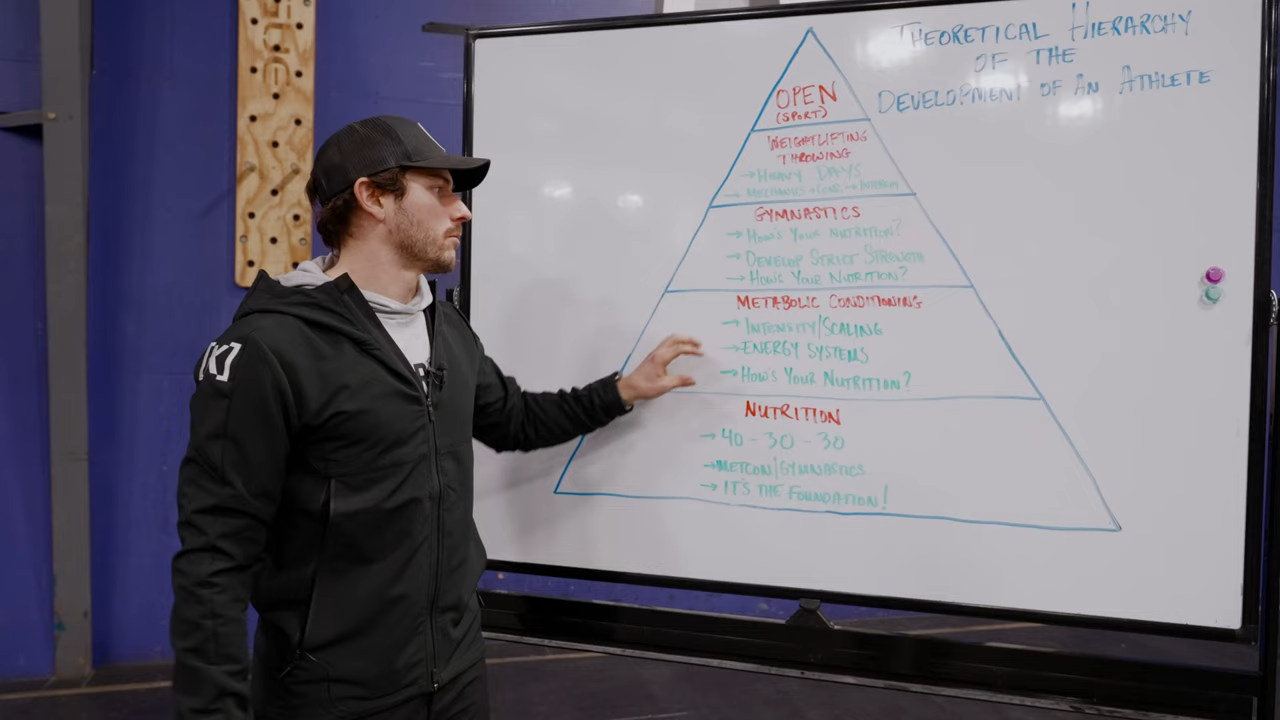 THEORETICAL HIERARCHY
OF THE
DEVELOPMENT OF AN ATHLETE
OPEN
(SPORT)
WEIGHTLIFTING
THROWING
→ HEAVY DAYS
→ MECHANICS → CONS. → INTENSITY
GYMNASTICS
→ HOW'S YOUR NUTRITION?
→ DEVELOP STRICT STRENGTH
→ HOW'S YOUR NUTRITION?
METABOLIC CONDITIONING
→ INTENSITY/SCALING
→ ENERGY SYSTEMS
→ HOW'S YOUR NUTRITION?
NUTRITION
→ 40 - 30 - 30
→ METCON/GYMNASTICS
→ IT'S THE FOUNDATION!
[K]